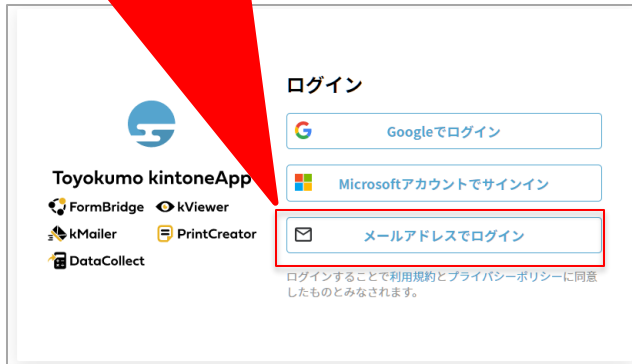 ログイン
Googleでログイン
Toyokumo kintoneApp
Microsoftアカウントでサインイン
FormBridge kViewer
kMailer PrintCreator
メールアドレスでログイン
DataCollect
ログインすることで利用規約とプライバシーポリシーに同意
したものとみなされます。